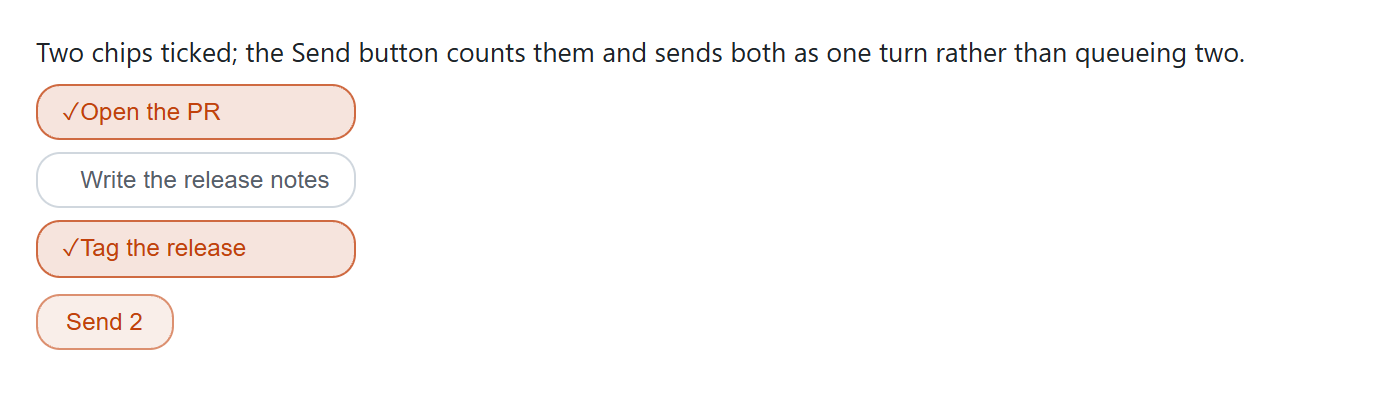 Two chips ticked; the Send button counts them and sends both as one turn rather than queueing two.
✓Open the PR
Write the release notes
✓Tag the release
Send 2